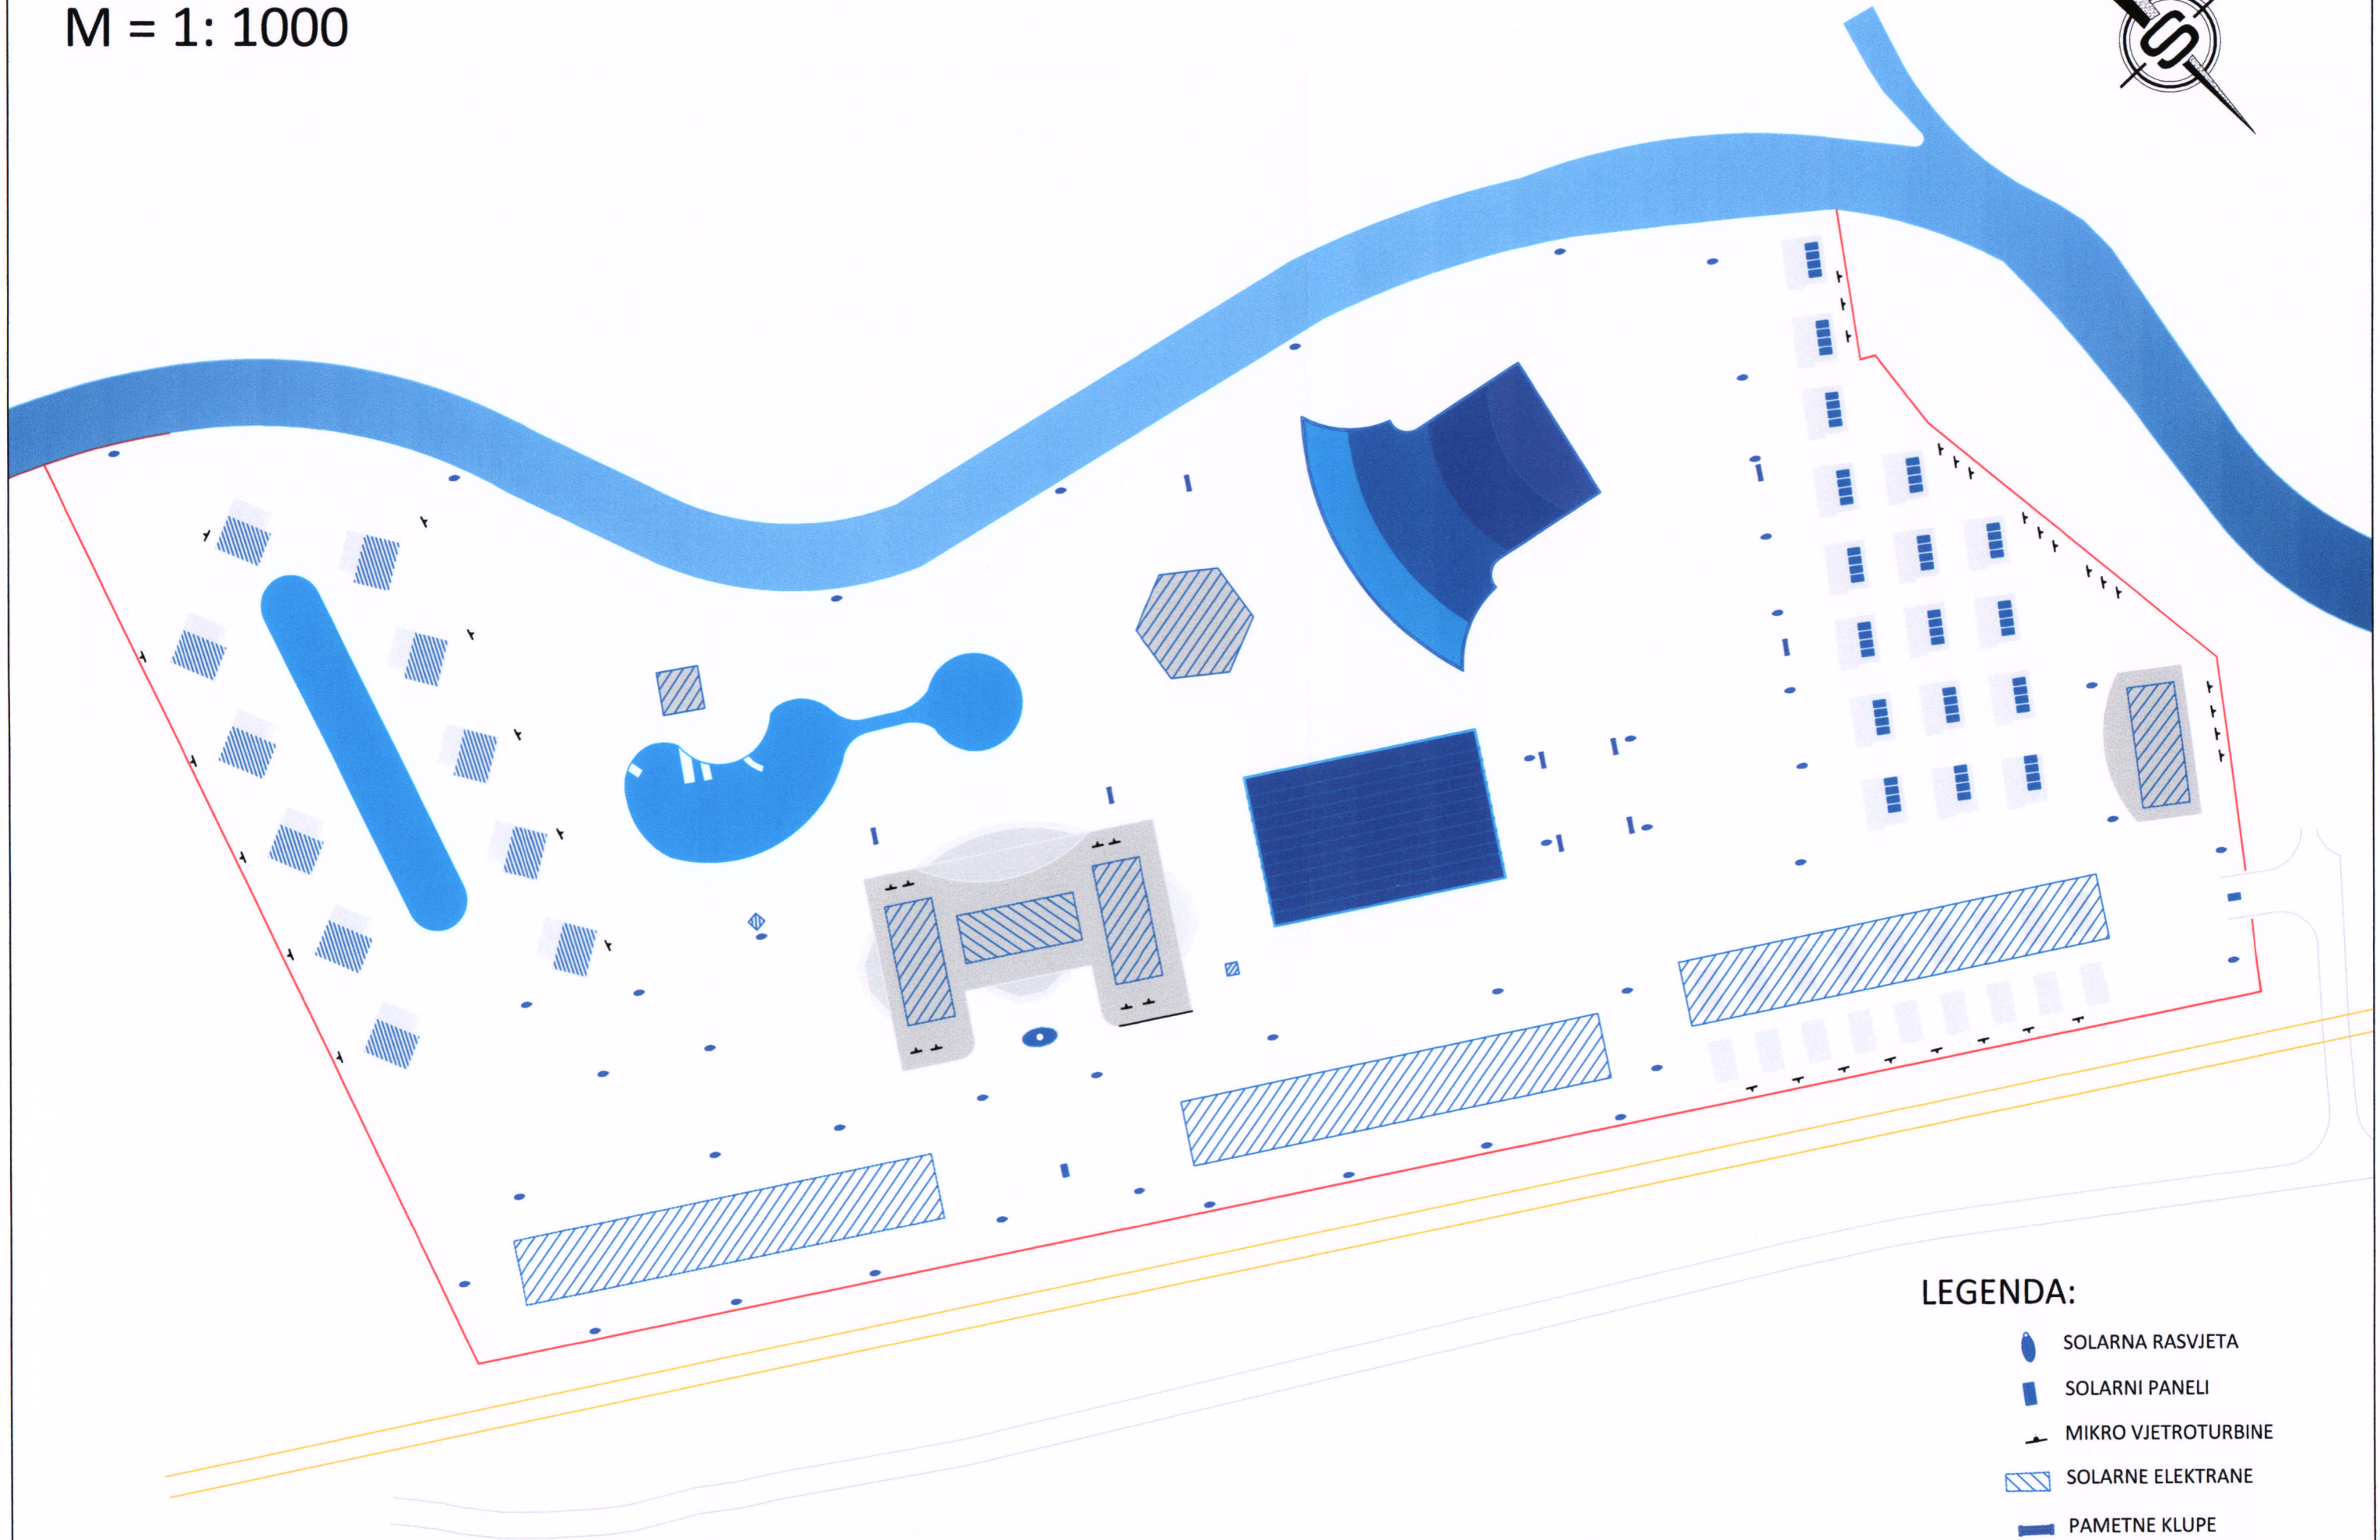 M = 1: 1000
S
LEGENDA:
SOLARNA RASVJETA
SOLARNI PANELI
MIKRO VJETROTURBINE
SOLARNE ELEKTRANE
PAMETNE KLUPE